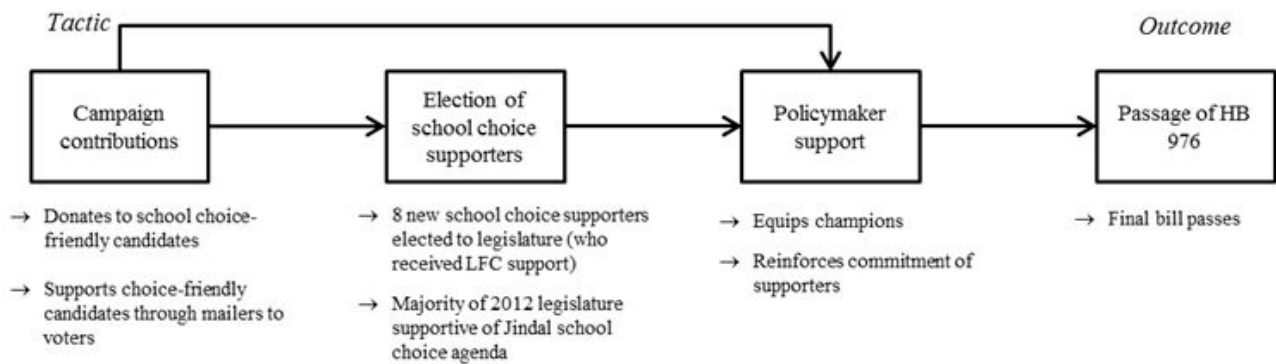 Tactic
Outcome
Campaign
contributions
Election of
school choice
supporters
Policymaker
support
Passage of HB
976
→ Donates to school choice-
friendly candidates
→ Supports choice-friendly
candidates through mailers to
voters
→ 8 new school choice supporters
elected to legislature (who
received LFC support)
→ Majority of 2012 legislature
supportive of Jindal school
choice agenda
→ Equips champions
→ Reinforces commitment of
supporters
→ Final bill passes